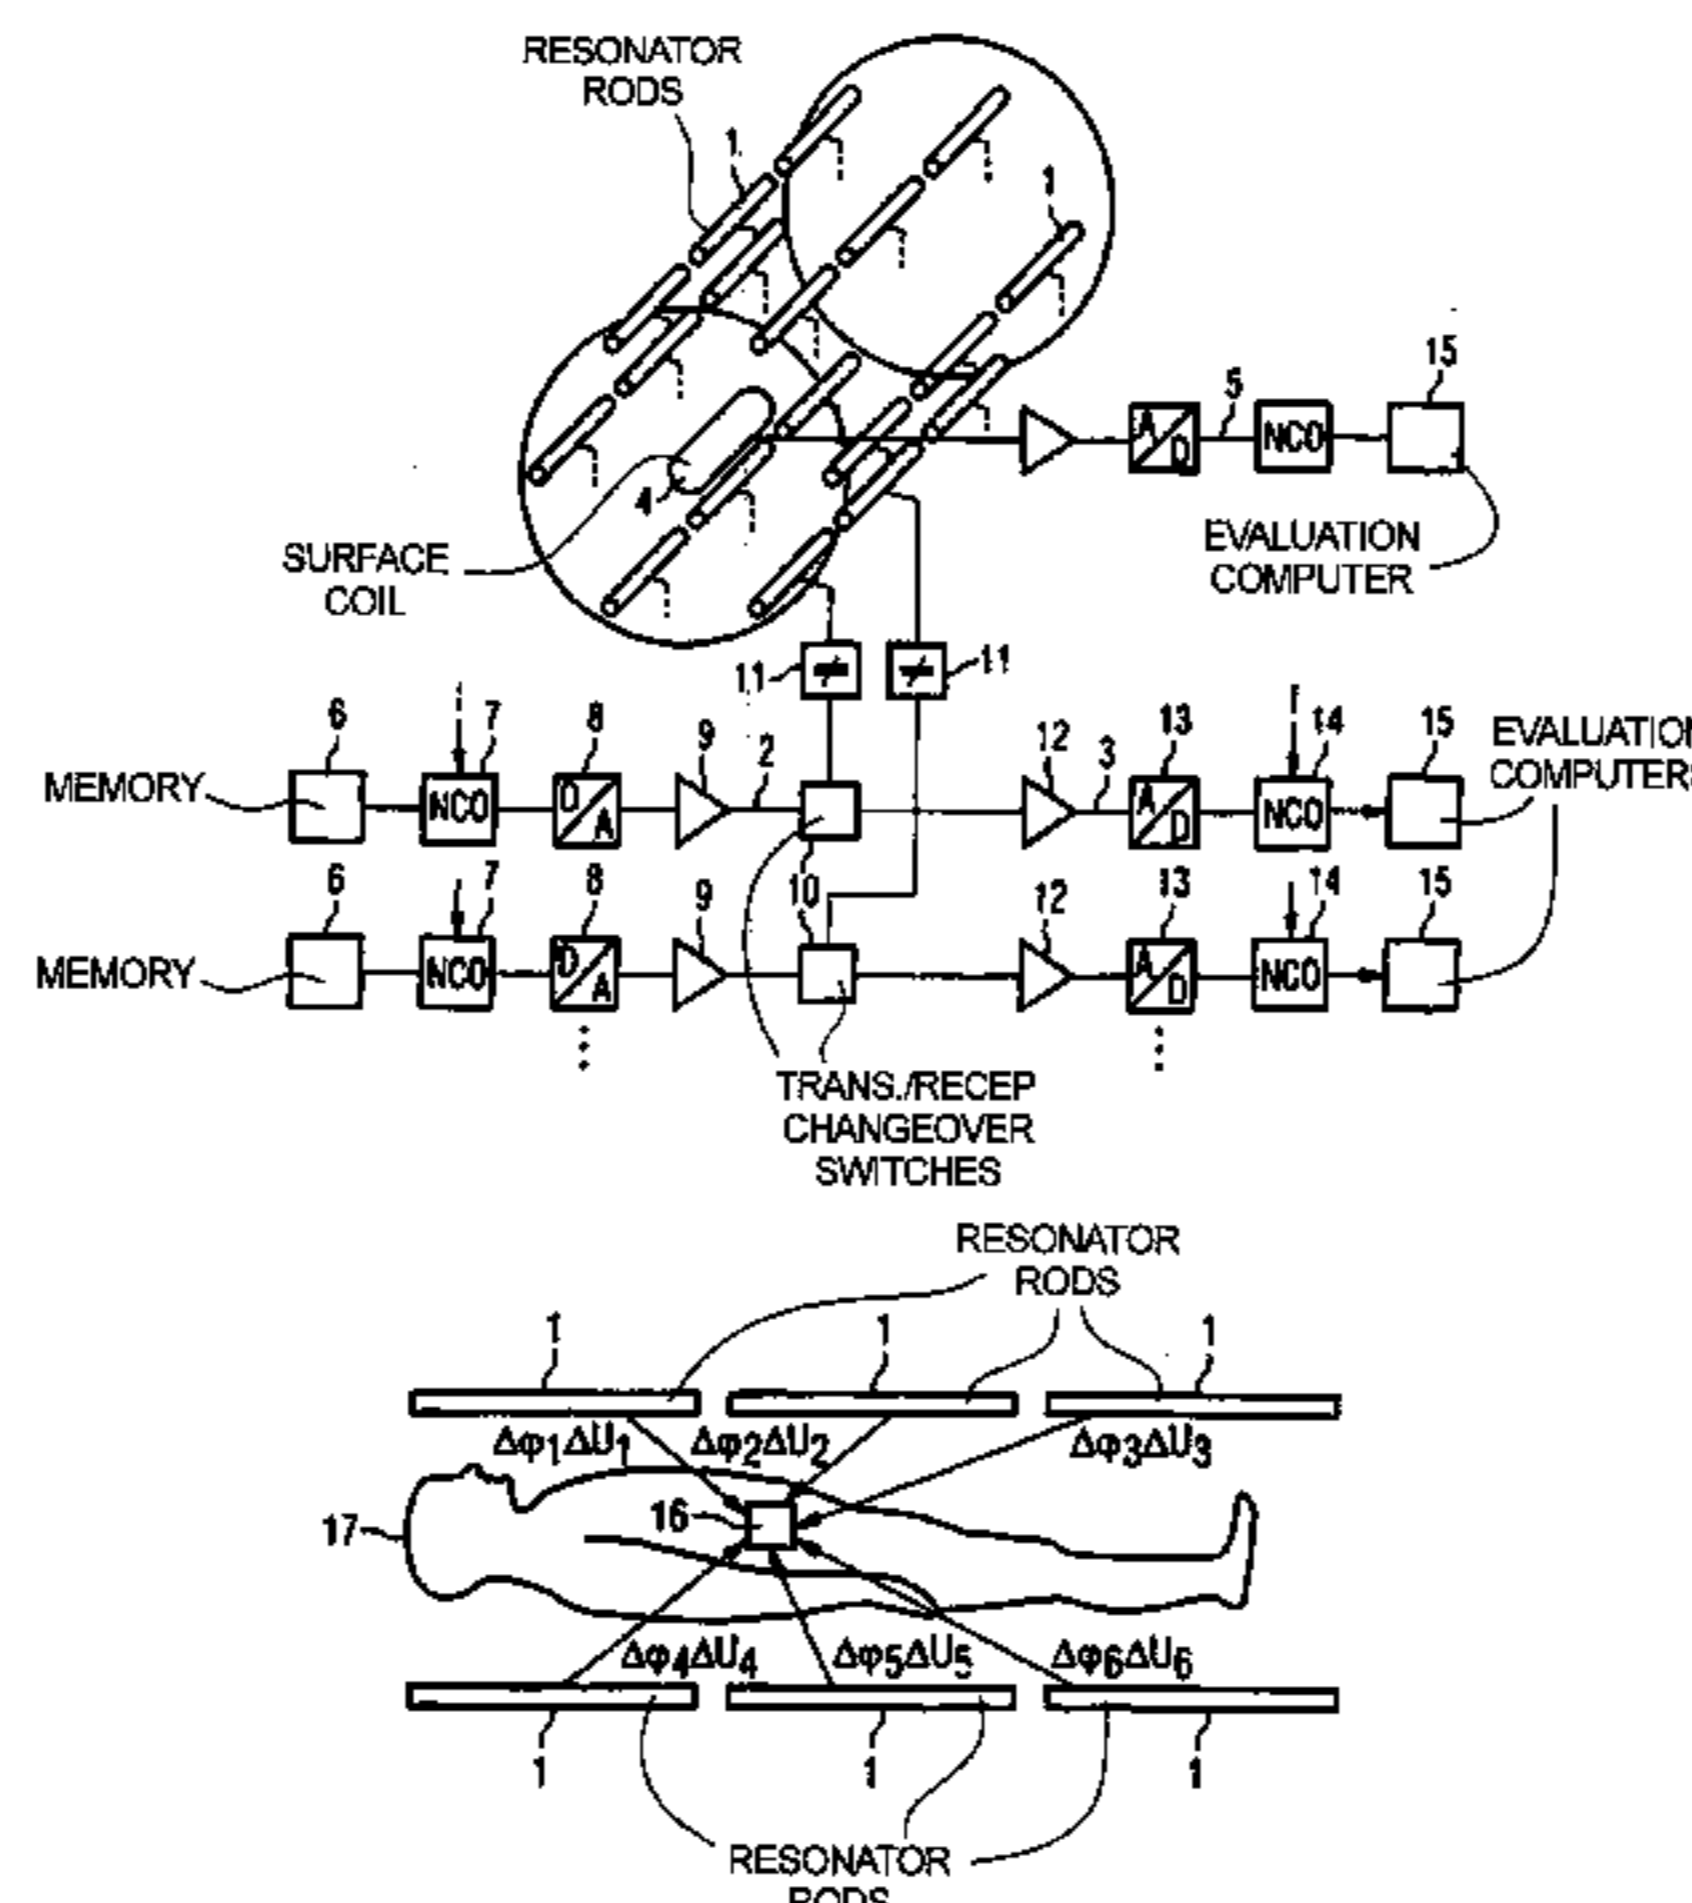 RESONATOR
RODS
1
1
15
5
A
D
NCO
4
EVALUATION
COMPUTER
SURFACE
COIL
11
11
6
7
8
9
2
12
3
13
14
15
EVALUATION
COMPUTERS
MEMORY
NCO
D
A
A
D
NCO
6
7
8
9
10
12
13
14
15
MEMORY
NCO
D
A
A
D
NCO
TRANS./RECEP
CHANGEOVER
SWITCHES
RESONATOR
RODS
1
1
1
Δφ1ΔU1 Δφ2ΔU2 Δφ3ΔU3
16
17
Δφ4ΔU4 Δφ5ΔU5 Δφ6ΔU6
1
1
1
RESONATOR
RODS